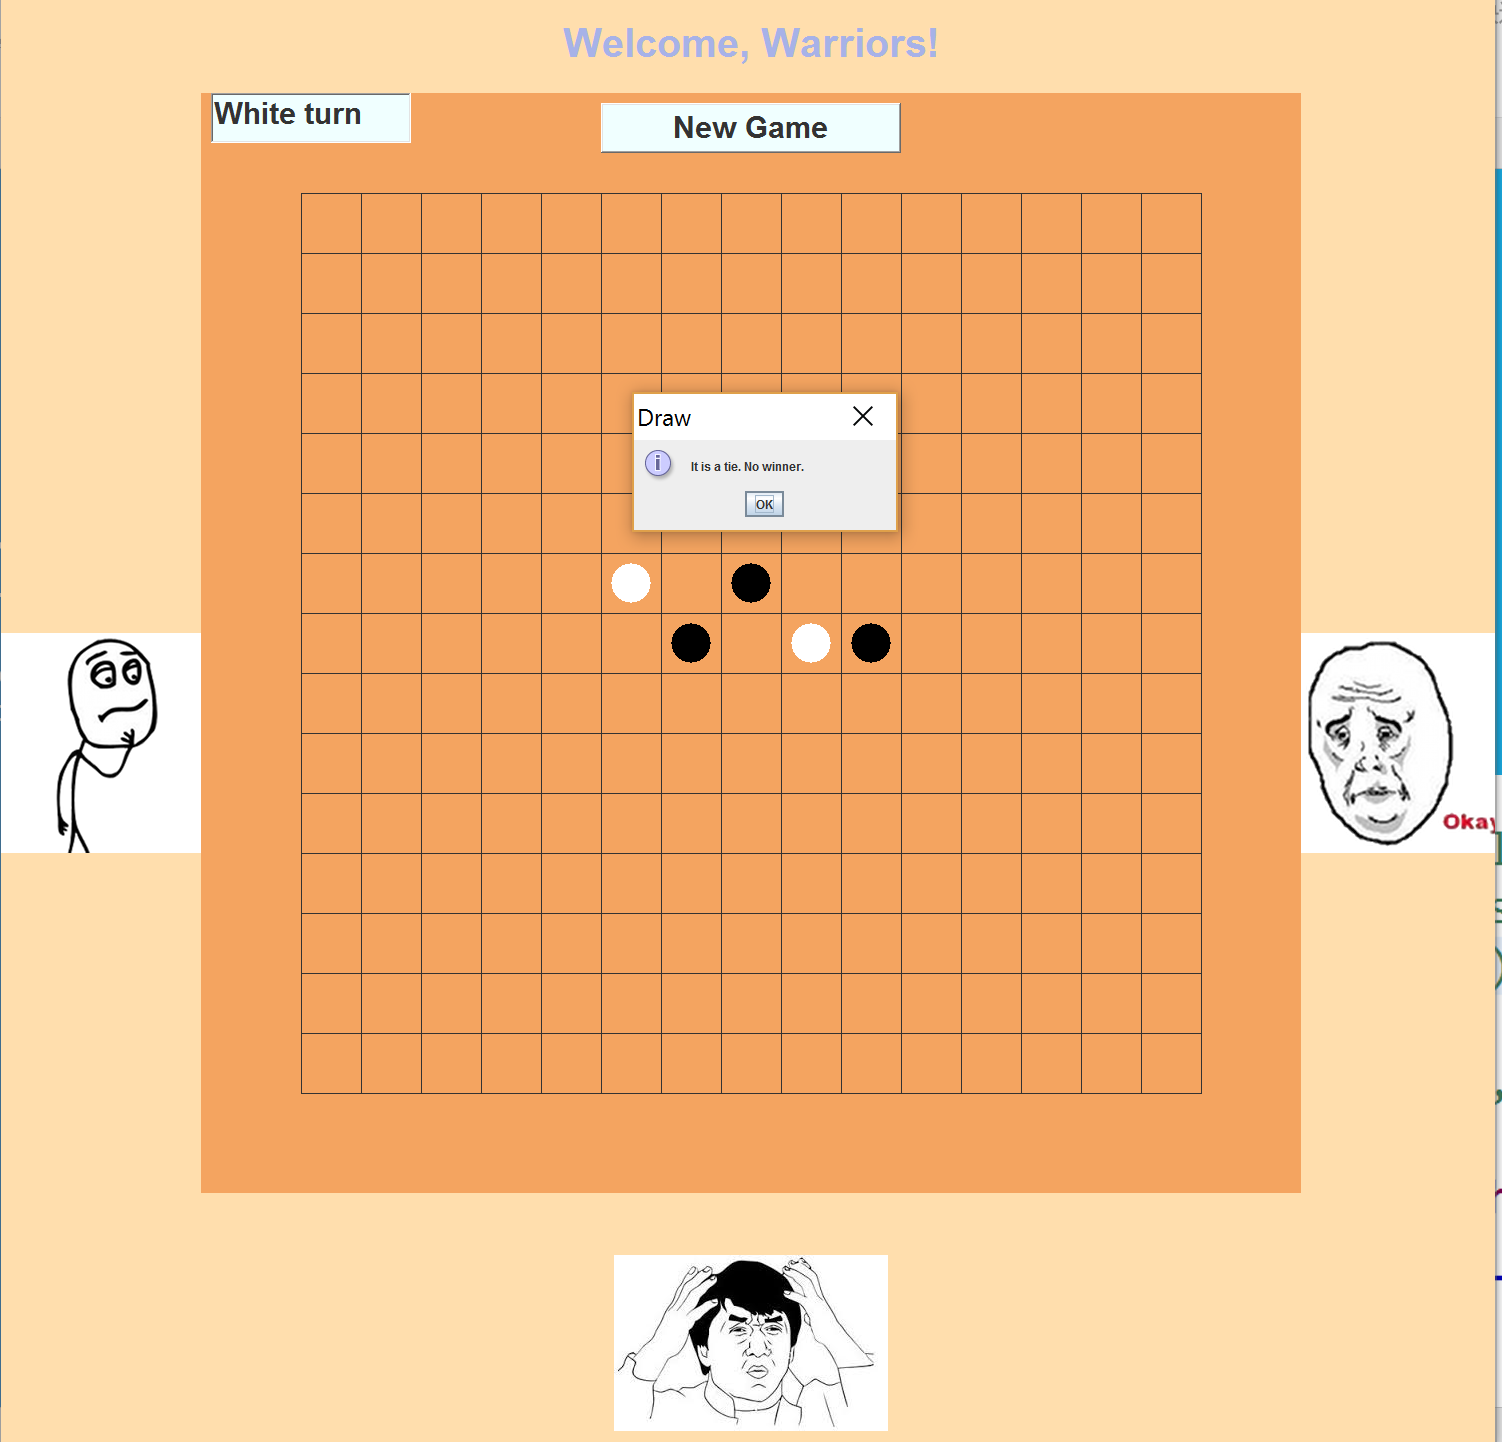 Welcome, Warriors!
White turn
New Game
Draw
It is a tie. No winner.
OK
Okay